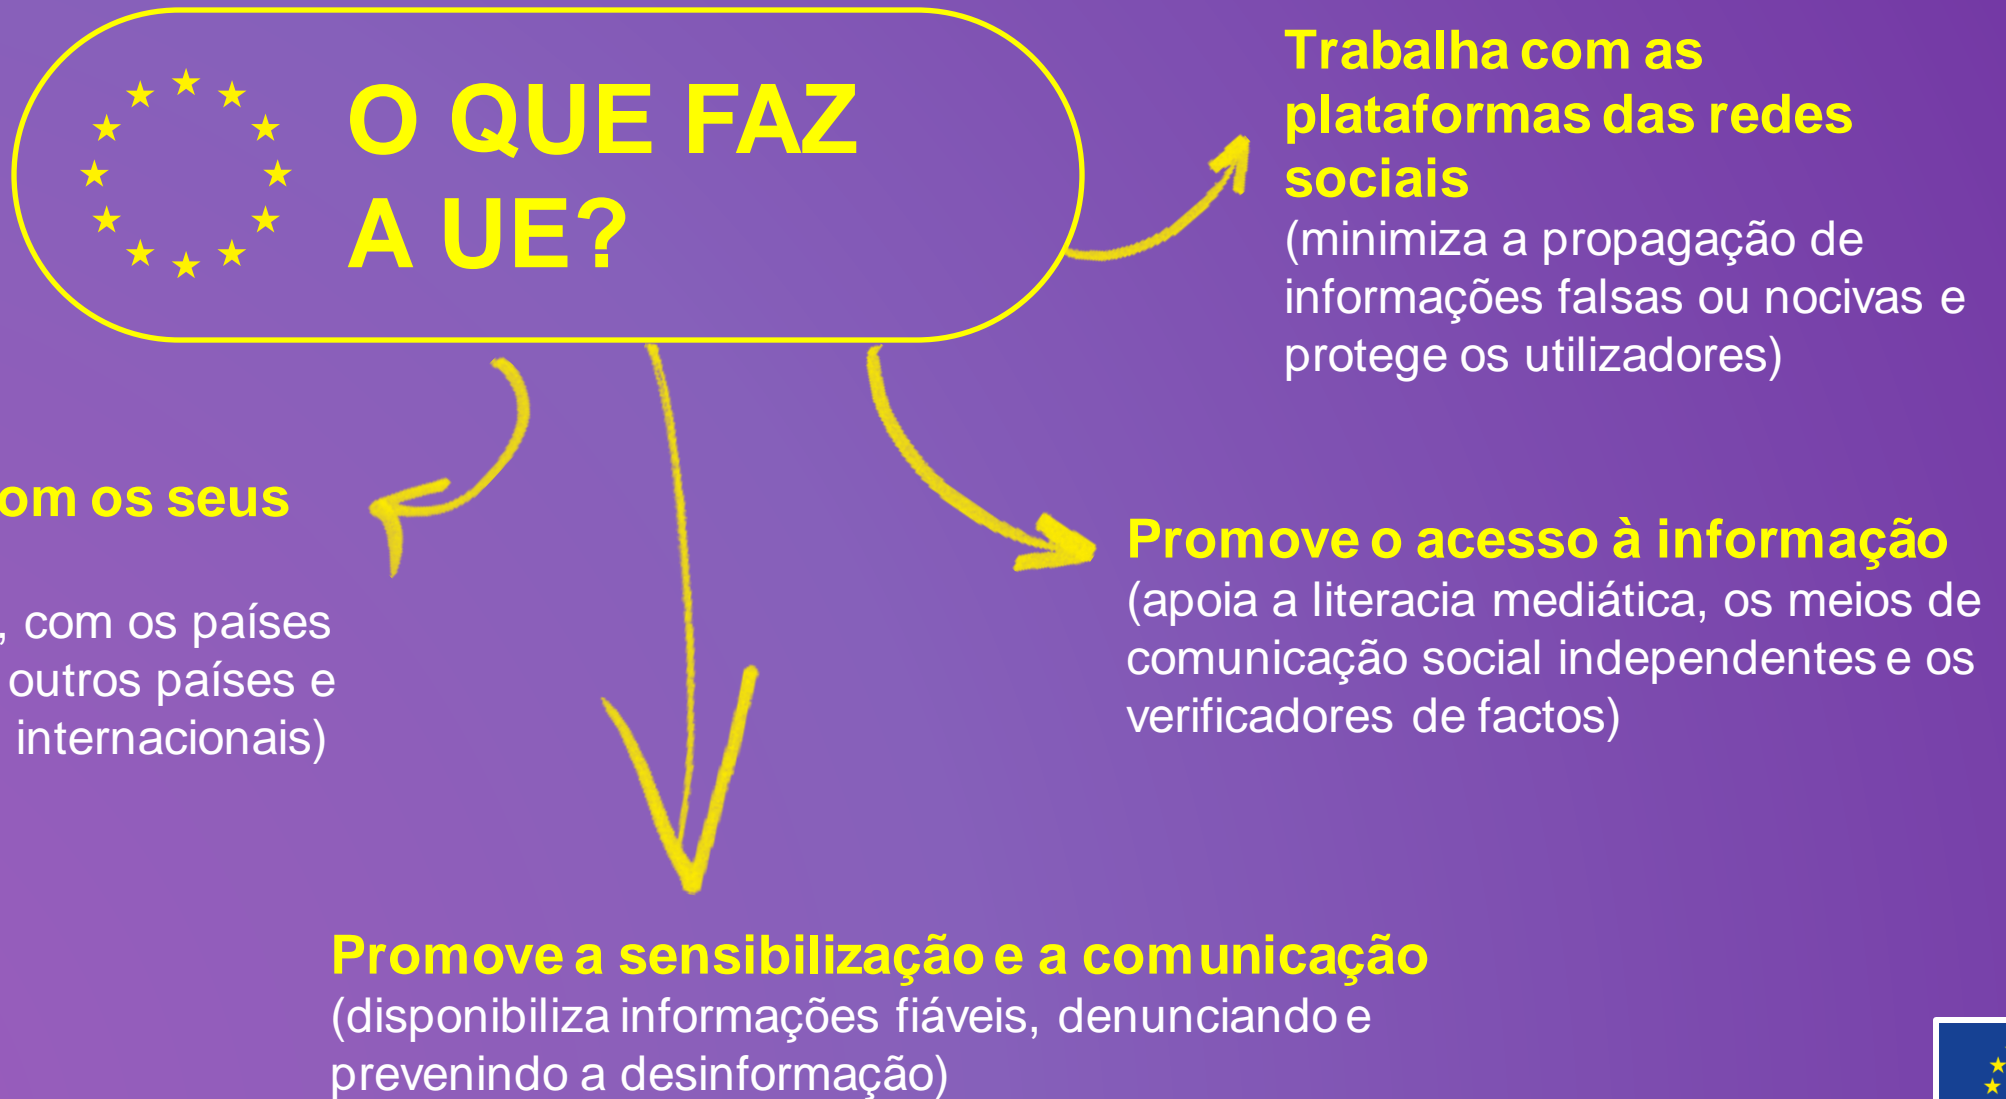 O QUE FAZ
A UE?
Trabalha com as
plataformas das redes
sociais
(minimiza a propagação de
informações falsas ou nocivas e
protege os utilizadores)
om os seus
, com os países
outros países e
internacionais)
Promove o acesso à informação
(apoia a literacia mediática, os meios de
comunicação social independentes e os
verificadores de factos)
Promove a sensibilização e a comunicação
(disponibiliza informações fiáveis, denunciando e
prevenindo a desinformação)